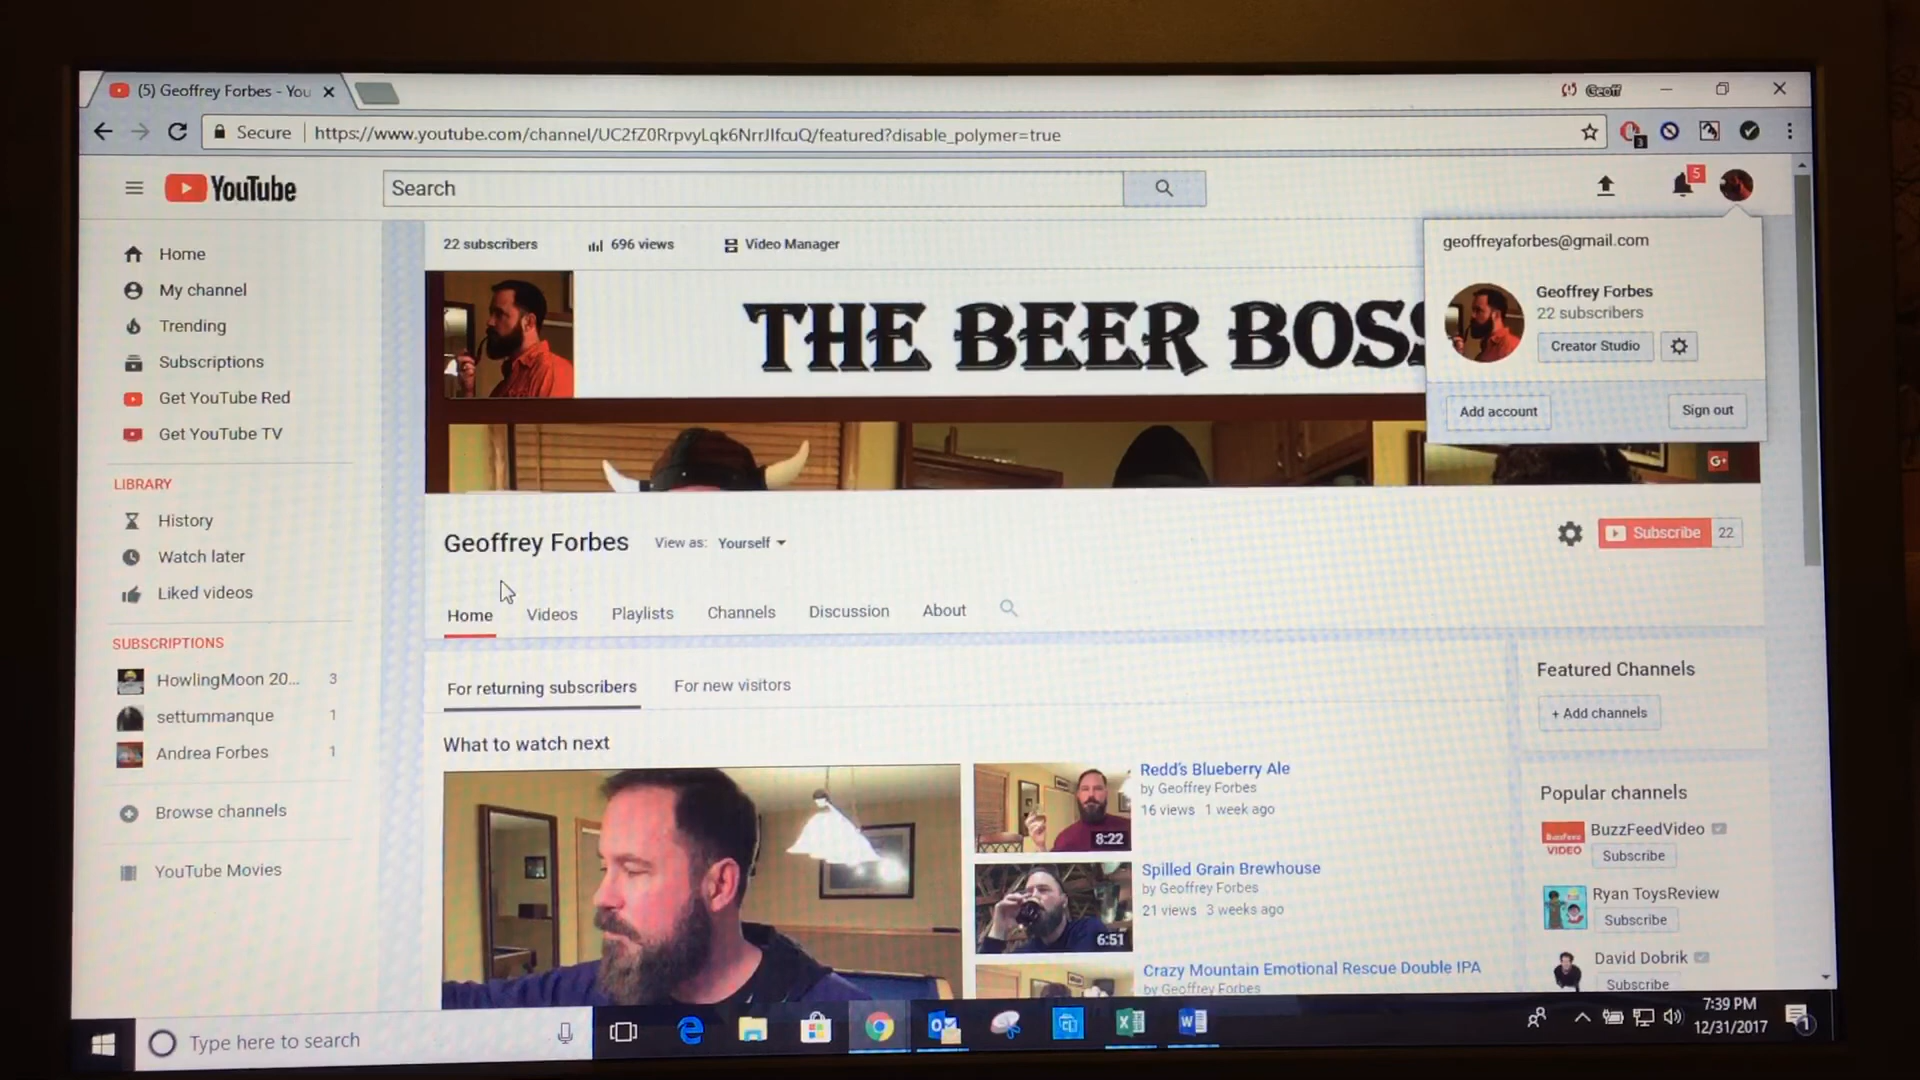 (5) Geoffrey Forbes - You
Geoff
Secure
https://www.youtube.com/channel/UC2fZ0RrpvyLqk6NrrJIfcuQ/featured?disable_polymer=true
3
YouTube
Search
5
22 subscribers
696 views
Video Manager
geoffreyaforbes@gmail.com
Geoffrey Forbes
22 subscribers
Creator Studio
Add account
Sign out
THE BEER BOSS
G+
Home
My channel
Trending
Subscriptions
Get YouTube Red
Get YouTube TV
LIBRARY
History
Watch later
Liked videos
SUBSCRIPTIONS
HowlingMoon 20... 3
settummanque 1
Andrea Forbes 1
Browse channels
YouTube Movies
Geoffrey Forbes
View as: Yourself
Subscribe 22
Home
Videos
Playlists
Channels
Discussion
About
For returning subscribers
For new visitors
What to watch next
Redd's Blueberry Ale
by Geoffrey Forbes
16 views 1 week ago
8:22
Spilled Grain Brewhouse
by Geoffrey Forbes
21 views 3 weeks ago
6:51
Crazy Mountain Emotional Rescue Double IPA
by Geoffrey Forbes
Featured Channels
+ Add channels
Popular channels
BuzzFeed
VIDEO
BuzzFeedVideo
Subscribe
Ryan ToysReview
Subscribe
David Dobrik
Subscribe
Type here to search
7:39 PM
12/31/2017
1